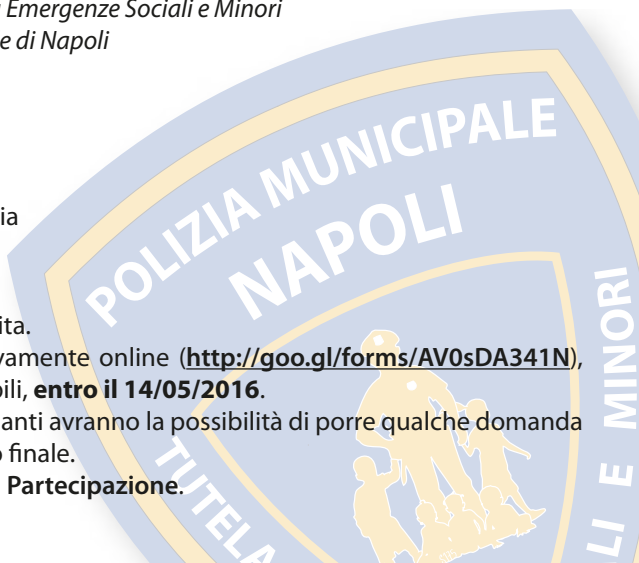 Emergenze Sociali e Minori
e di Napoli
ia
ita.
vamente online (http://goo.gl/forms/AV0sDA341N),
bili, entro il 14/05/2016.
anti avranno la possibilità di porre qualche domanda
o finale.
Partecipazione.
POLIZIA MUNICIPALE
NAPOLI
TUTELA
LI E MINORI